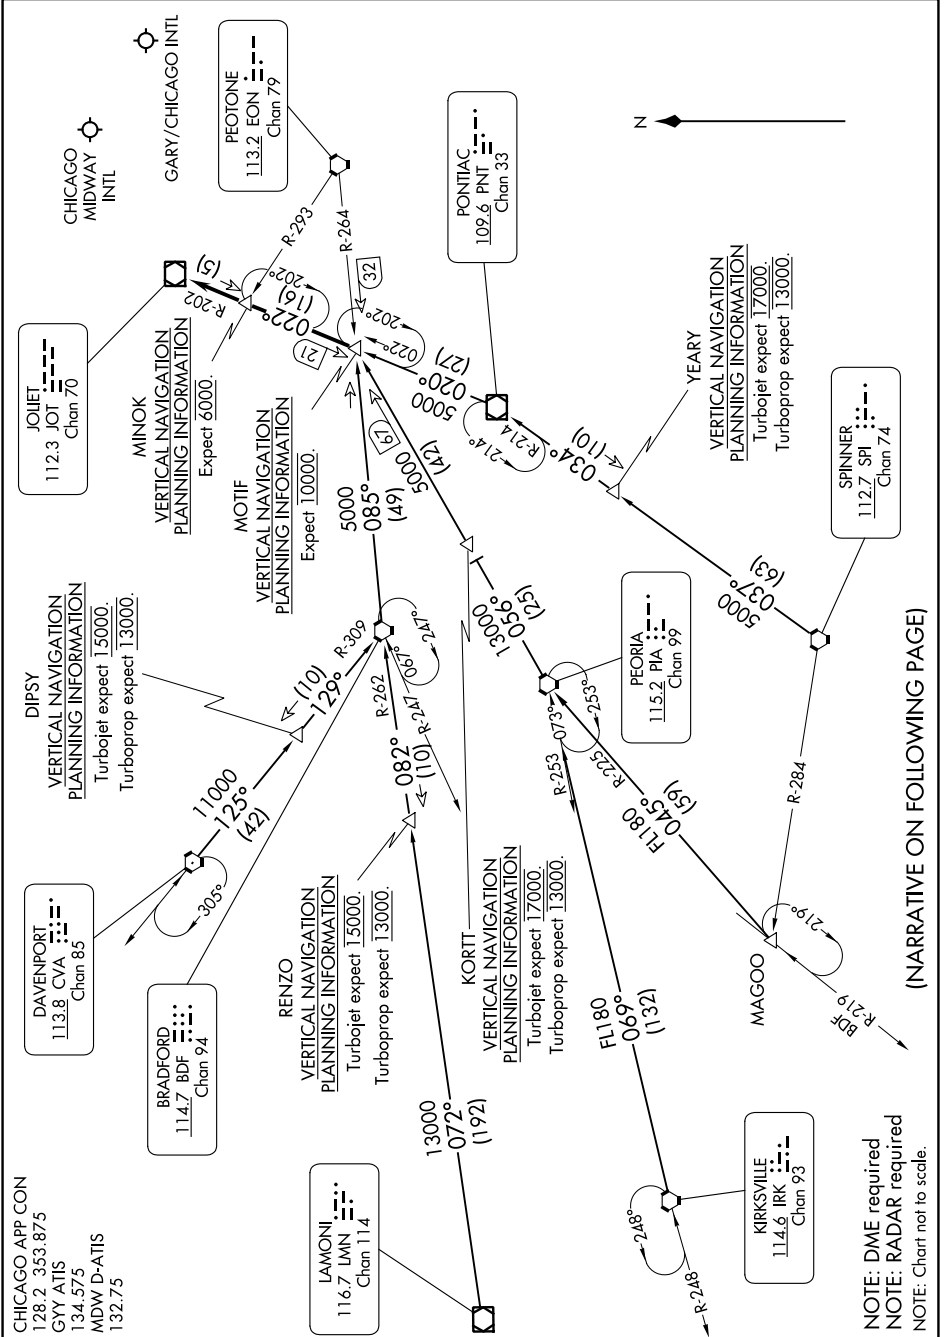 CHICAGO APP CON
128.2 353.875
GYY ATIS
134.575
MDW D-ATIS
132.75
DAVENPORT
113.8 CVA
Chan 85
305°
11000
125°
(42)
DIPSY
VERTICAL NAVIGATION
PLANNING INFORMATION
Turbojet expect 15000.
Turboprop expect 13000.
(10)
129°
R-309
BRADFORD
114.7 BDF
Chan 94
JOLIET
112.3 JOT
Chan 70
CHICAGO
MIDWAY
INTL
GARY/CHICAGO INTL
PEOTONE
113.2 EON
Chan 79
R-293
R-264
MINOK
VERTICAL NAVIGATION
PLANNING INFORMATION
Expect 6000.
R-202
(5)
202°
022°
(16)
202°
022°
21
32
67
MOTIF
VERTICAL NAVIGATION
PLANNING INFORMATION
Expect 10000.
5000
085°
(49)
5000
(42)
5000
020°
(27)
LAMONI
116.7 LMN
Chan 114
13000
072°
(192)
RENZO
VERTICAL NAVIGATION
PLANNING INFORMATION
Turbojet expect 15000.
Turboprop expect 13000.
082°
(10)
R-262
R-247
067°
247°
KORTT
VERTICAL NAVIGATION
PLANNING INFORMATION
Turbojet expect 17000.
Turboprop expect 13000.
13000
056°
(25)
PONTIAC
109.6 PNT
Chan 33
R-214
214°
034°
(10)
YEARY
VERTICAL NAVIGATION
PLANNING INFORMATION
Turbojet expect 17000.
Turboprop expect 13000.
N
5000
037°
(63)
SPINNER
112.7 SPI
Chan 74
R-284
PEORIA
115.2 PIA
Chan 99
R-253
073°
253°
R-225
FL180
045°
(59)
FL180
069°
(132)
KIRKSVILLE
114.6 IRK
Chan 93
248°
R-248
MAGOO
219°
BDF
R-219
(NARRATIVE ON FOLLOWING PAGE)
NOTE: DME required
NOTE: RADAR required
NOTE: Chart not to scale.